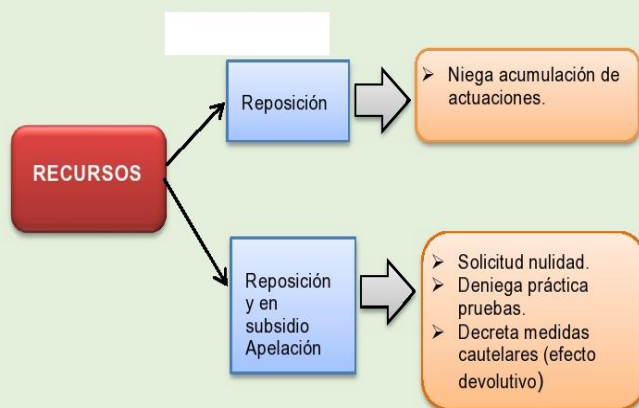 RECURSOS
Reposición
➢ Niega acumulación de
actuaciones.
Reposición
y en
subsidio
Apelación
➢ Solicitud nulidad.
➢ Deniega práctica
pruebas.
➢ Decreta medidas
cautelares (efecto
devolutivo)